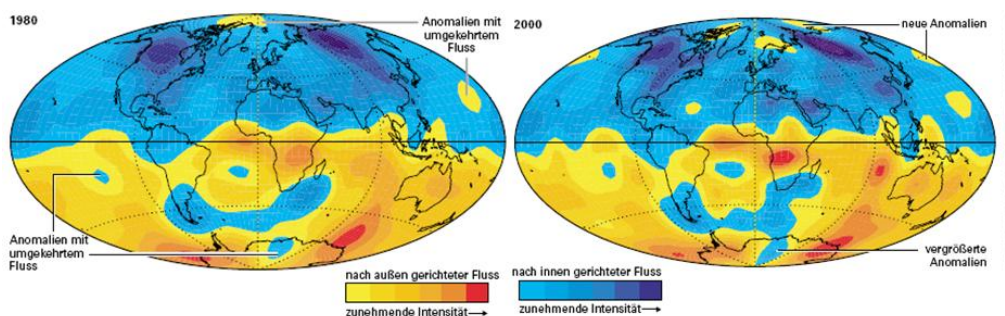 1980
Anomalien mit
umgekehrtem
Fluss
2000
neue Anomalien
Anomalien mit
umgekehrtem
Fluss
vergrößerte
Anomalien
nach außen gerichteter Fluss
zunehmende Intensität
nach innen gerichteter Fluss
zunehmende Intensität